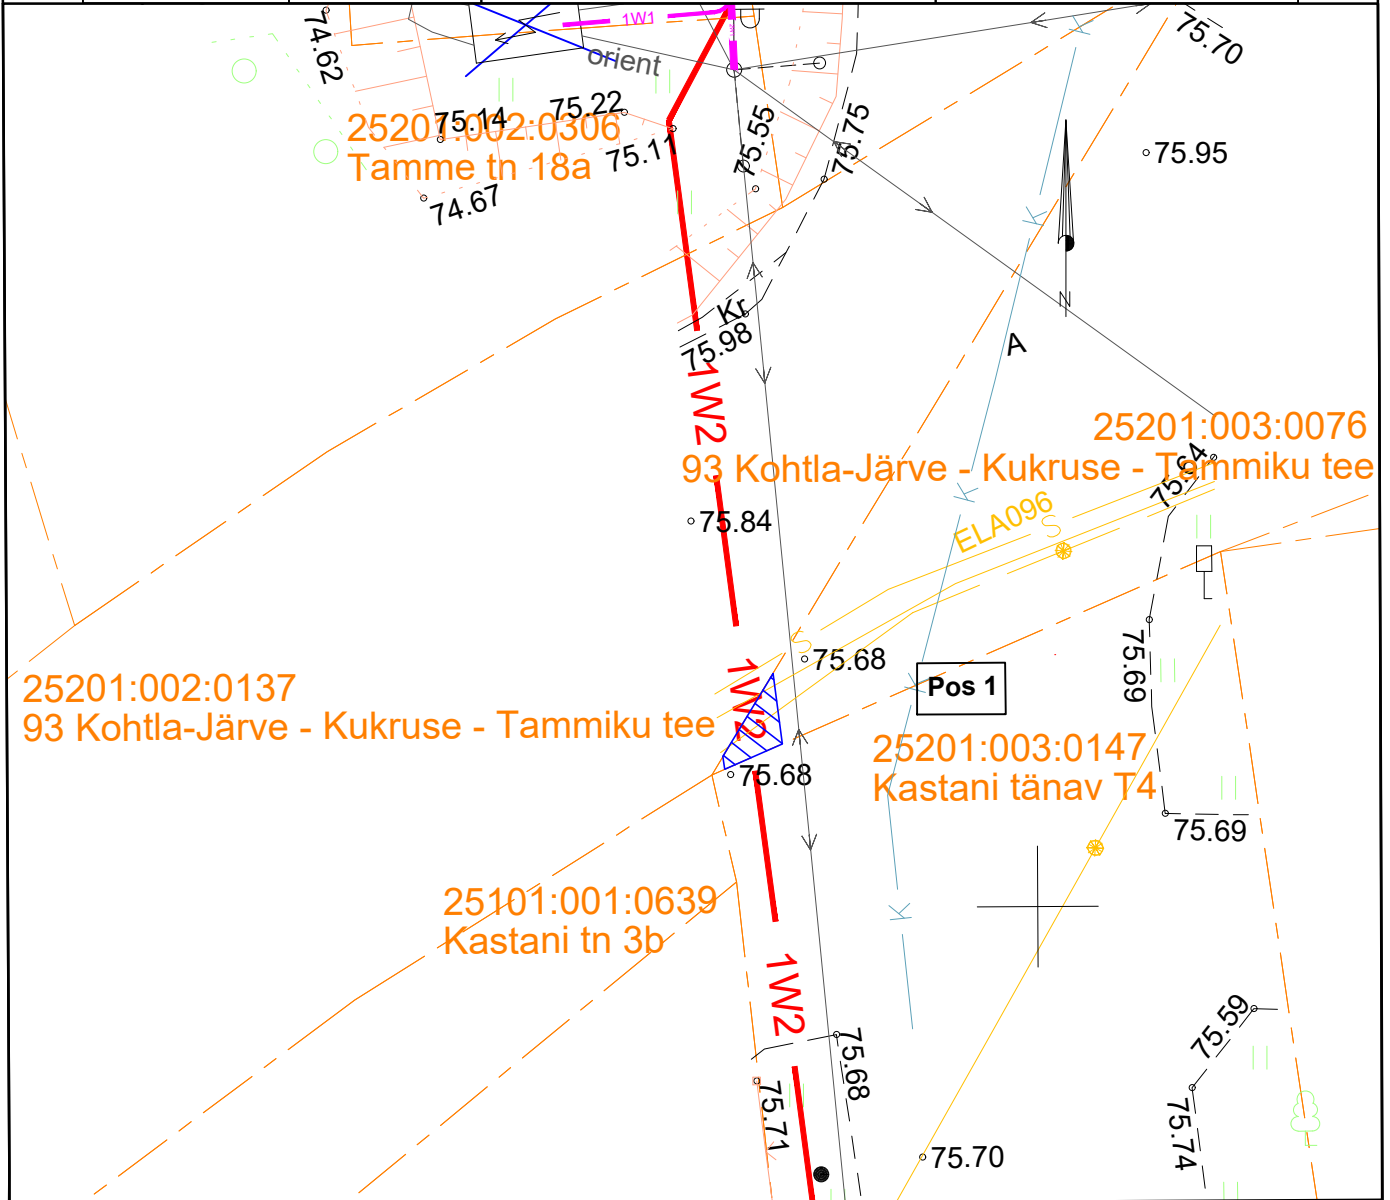 1W1
74.62
75.70
orient
75.22
75.14
25201:002:0306
75.11
75.55
75.75
75.95
Tamme tn 18a
74.67
K
N
Kr
75.98
A
1W2
25201:003:0076
93 Kohtla-Järve - Kukruse - Tammiku tee
75.64
K
ELA096
S
75.84
S
75.68
75.69
1W2
Pos 1
25201:002:0137
93 Kohtla-Järve - Kukruse - Tammiku tee
25201:003:0147
Kastani tänav T4
75.68
75.69
25101:001:0639
Kastani tn 3b
K
1W2
75.59
75.68
75.71
75.74
75.70